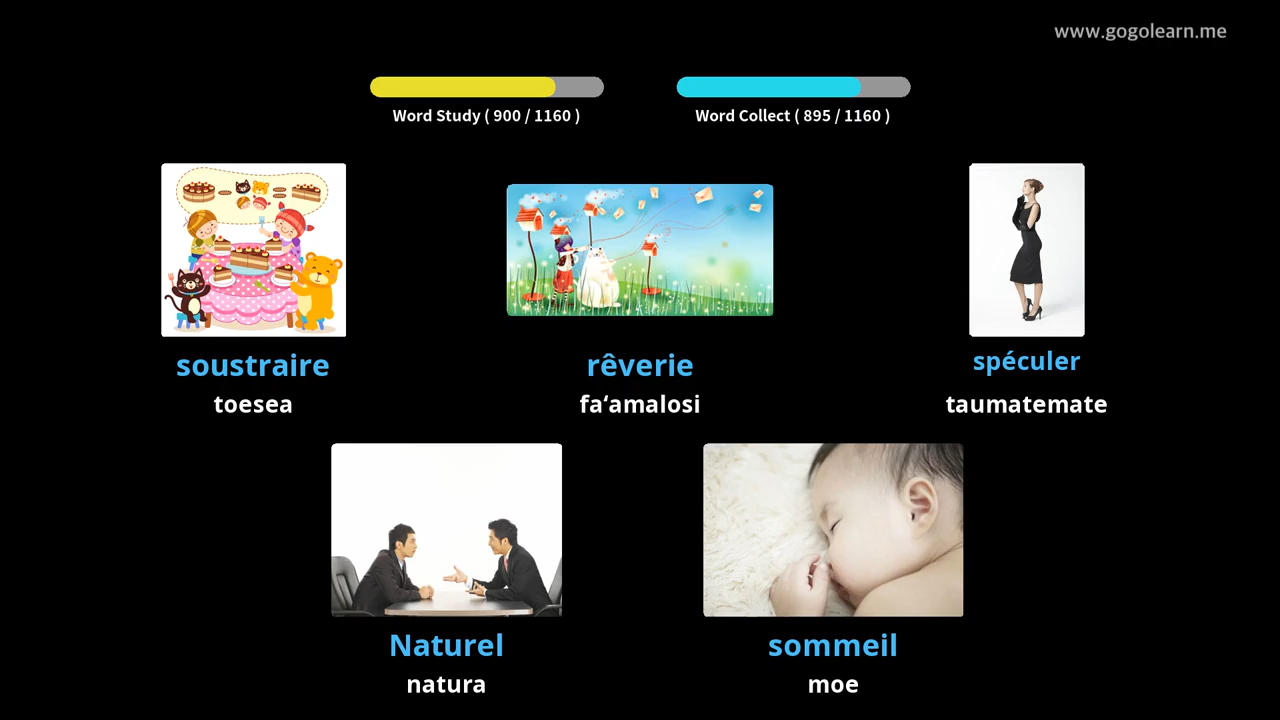 www.gogolearn.me
Word Study ( 900 / 1160 )
Word Collect ( 895 / 1160 )
soustraire
toesea
rêverie
fa‘amalosi
spéculer
taumatemate
Naturel
natura
sommeil
moe